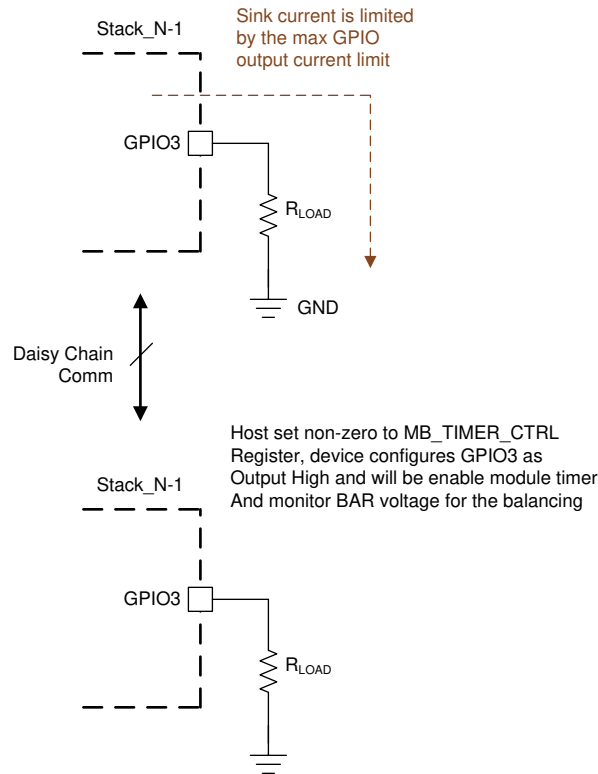 Stack_N-1
Sink current is limited
by the max GPIO
output current limit
GPIO3
RLOAD
GND
Daisy Chain
Comm
Host set non-zero to MB_TIMER_CTRL
Register, device configures GPIO3 as
Output High and will be enable module timer
And monitor BAR voltage for the balancing
Stack_N-1
GPIO3
RLOAD